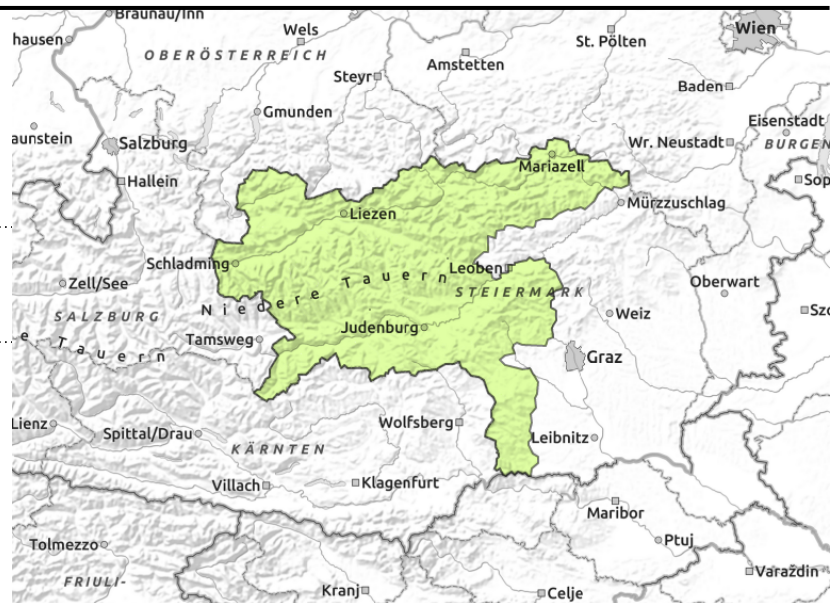 Braunau/Inn
hausen
Wels
Wien
OBERÖSTERREICH
St. Pölten
Amstetten
Steyr
Baden
Gmunden
Eisenstadt
aunstein
Salzburg
Wr. Neustadt
BURGEN
Mariazell
Hallein
Sop
Mürzzuschlag
Liezen
Schladming
Leoben
Zell/See
Niedere Tauern
STEIERMARK
Oberwart
SALZBURG
Weiz
Szo
Judenburg
Tamsweg
e Tauern
Graz
Lienz
Wolfsberg
Spittal/Drau
Leibnitz
KÄRNTEN
Villach
Klagenfurt
Maribor
Tolmezzo
Ptuj
Varaždin
FRIULI-
Kranj
Celje